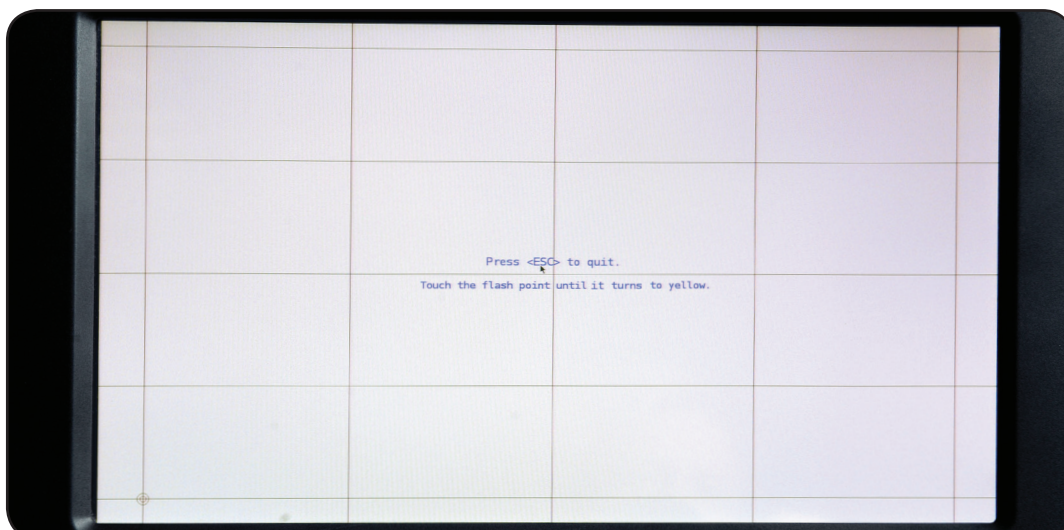 Press <ESC> to quit.
Touch the flash point until it turns to yellow.